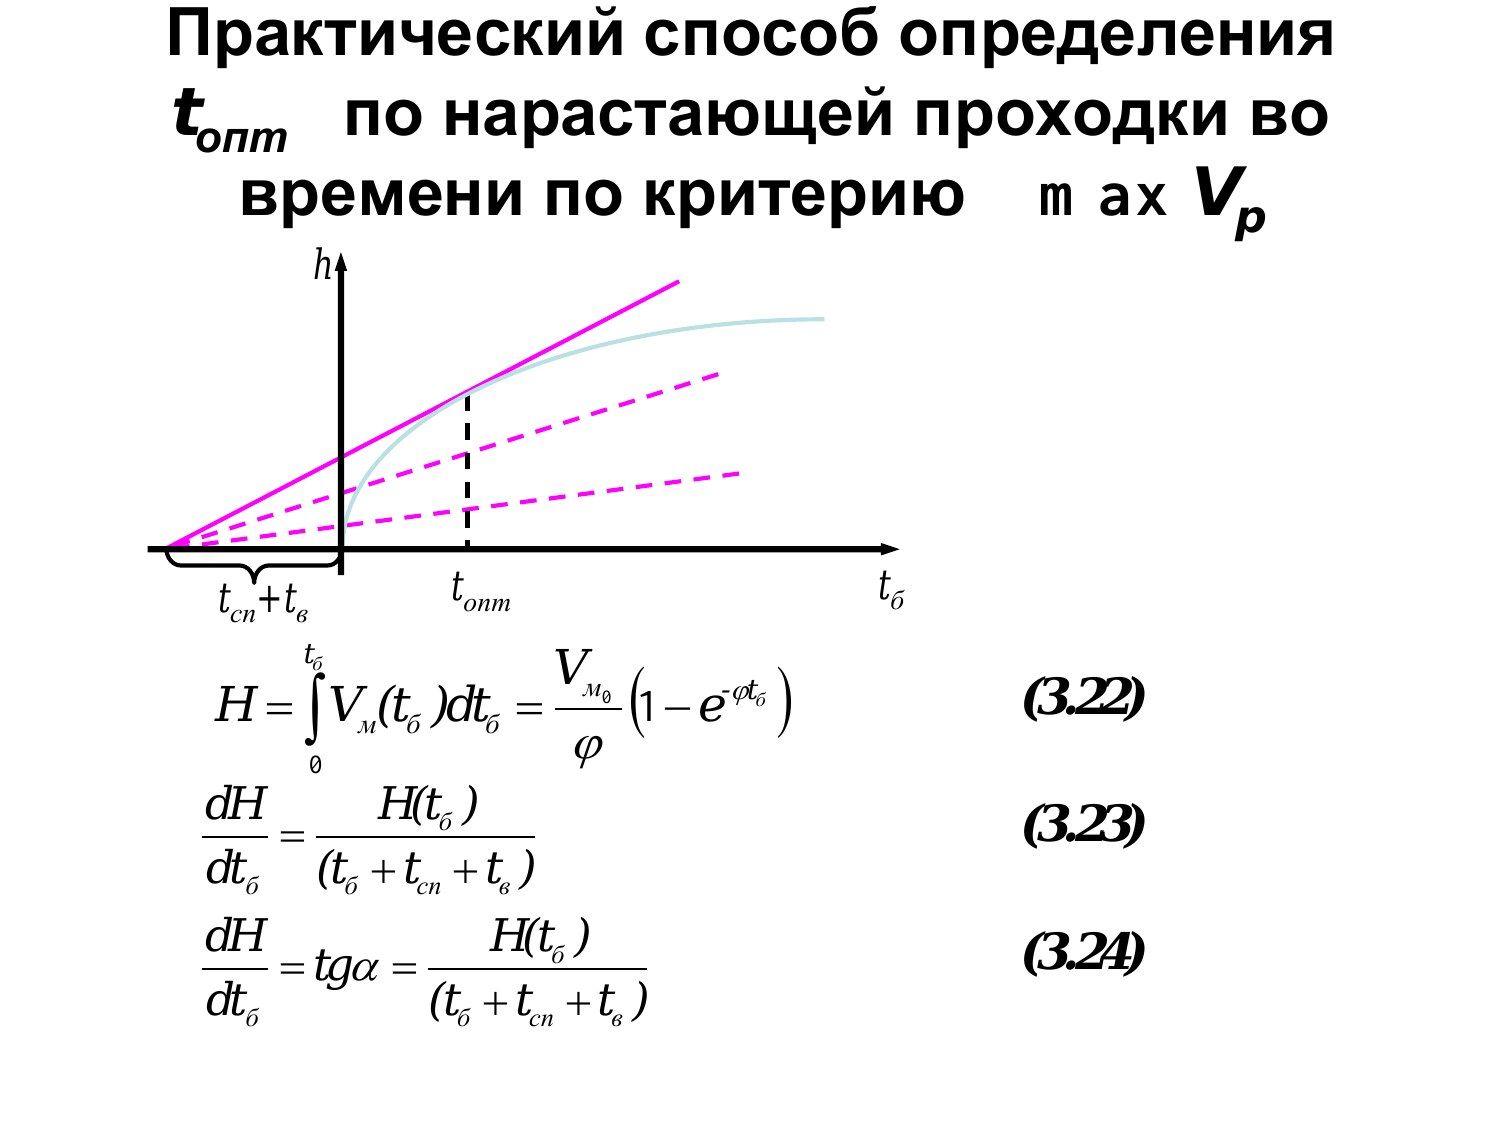 Практический способ определения
tопт по нарастающей проходки во
времени по критерию max Vр
h
tсп+tв
tопт
tб
H = ∫₀^tб Vм(tб)dtб = Vм0/φ (1 − e^-φtб) (3.22)
dH/dtб = H(tб)/(tб + tсп + tв) (3.23)
dH/dtб = tgα = H(tб)/(tб + tсп + tв) (3.24)